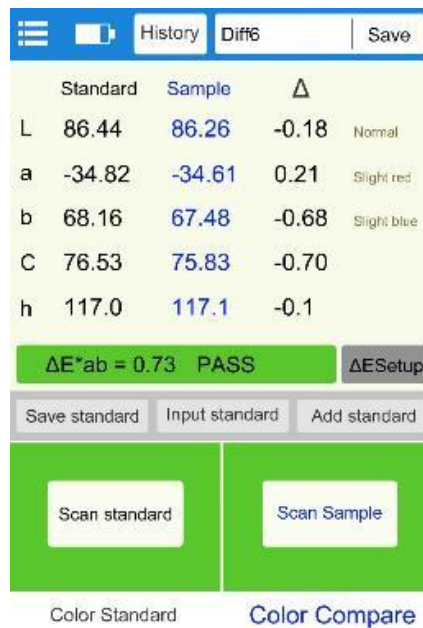 History Diff6 Save
Standard Sample Δ
L 86.44 86.26 -0.18 Normal
a -34.82 -34.61 0.21 Slight red
b 68.16 67.48 -0.68 Slight blue
C 76.53 75.83 -0.70
h 117.0 117.1 -0.1
ΔE*ab = 0.73 PASS ΔESetup
Save standard Input standard Add standard
Scan standard Scan Sample
Color Standard Color Compare